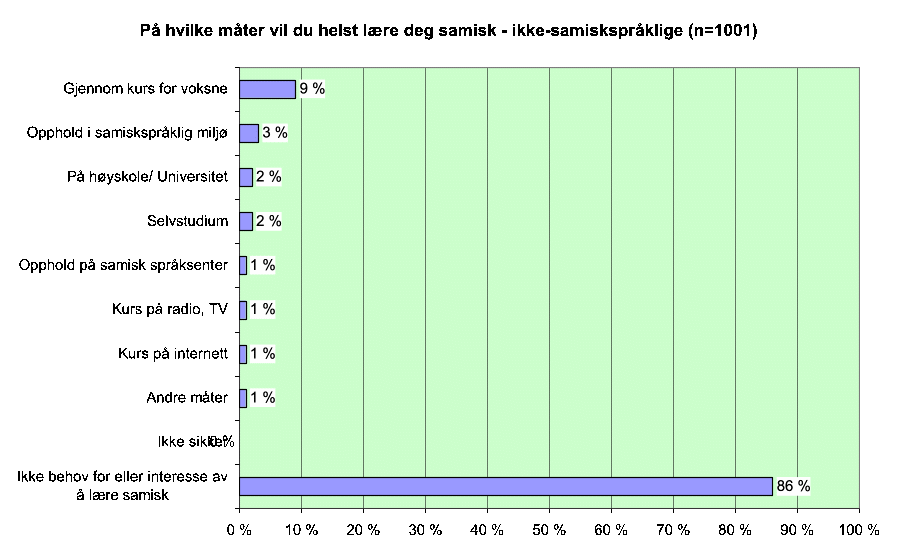 På hvilke måter vil du helst lære deg samisk - ikke-samiskspråklige (n=1001)
Gjennom kurs for voksne 9 %
Opphold i samiskspråklig miljø 3 %
På høyskole/ Universitet 2 %
Selvstudium 2 %
Opphold på samisk språksenter 1 %
Kurs på radio, TV 1 %
Kurs på internett 1 %
Andre måter 1 %
Ikke sikker 0 %
Ikke behov for eller interesse av
å lære samisk 86 %
0 % 10 % 20 % 30 % 40 % 50 % 60 % 70 % 80 % 90 % 100 %